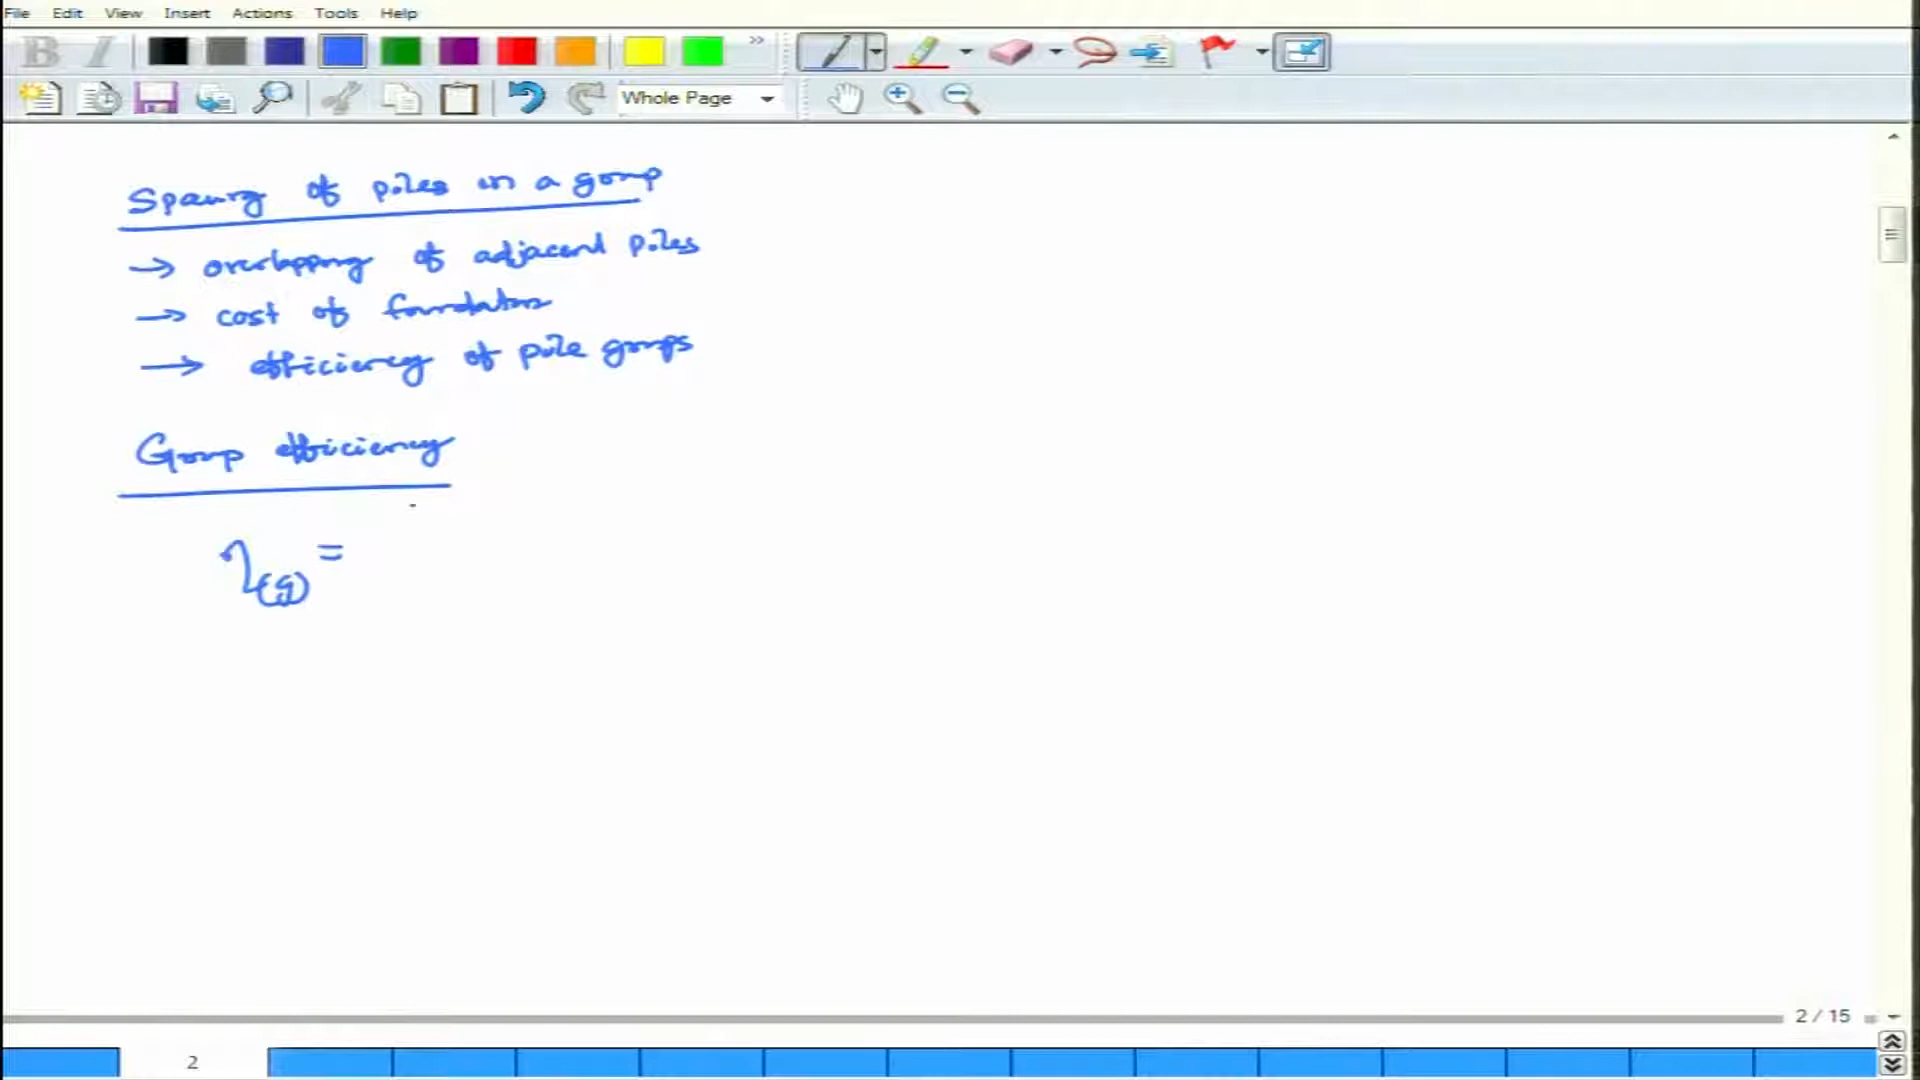 File Edit View Insert Actions Tools Help
B I
Whole Page
Spacing of piles in a group
→ overlapping of adjacent piles
→ cost of foundation
→ efficiency of pile groups
Group efficiency
η(g) =
2 / 15
2